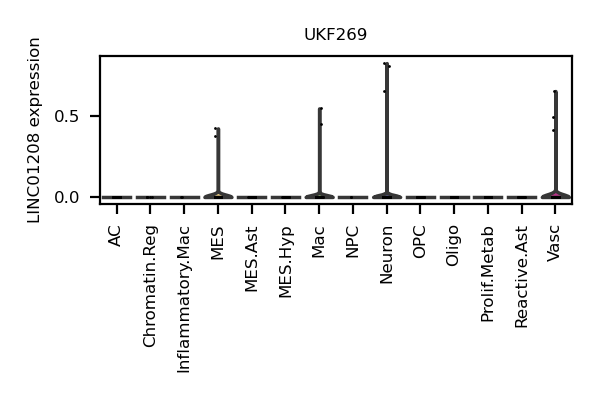 UKF269
LINC01208 expression
0.5
0.0
AC
Chromatin.Reg
Inflammatory.Mac
MES
MES.Ast
MES.Hyp
Mac
NPC
Neuron
OPC
Oligo
Prolif.Metab
Reactive.Ast
Vasc